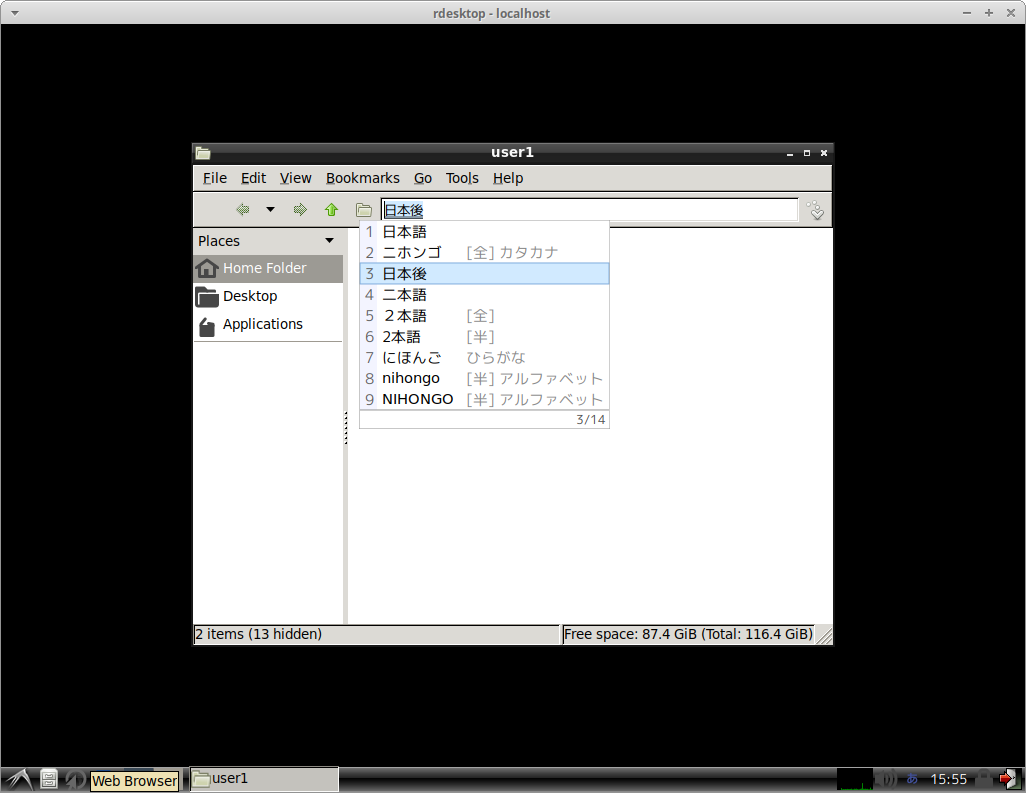 rdesktop - localhost
user1
File Edit View Bookmarks Go Tools Help
日本後
Places
Home Folder
Desktop
Applications
1 日本語
2 ニホンゴ [全] カタカナ
3 日本後
4 二本語
5 ２本語 [全]
6 2本語 [半]
7 にほんご ひらがな
8 nihongo [半] アルファベット
9 NIHONGO [半] アルファベット
3/14
2 items (13 hidden) Free space: 87.4 GiB (Total: 116.4 GiB)
Web Browser user1 あ 15:55